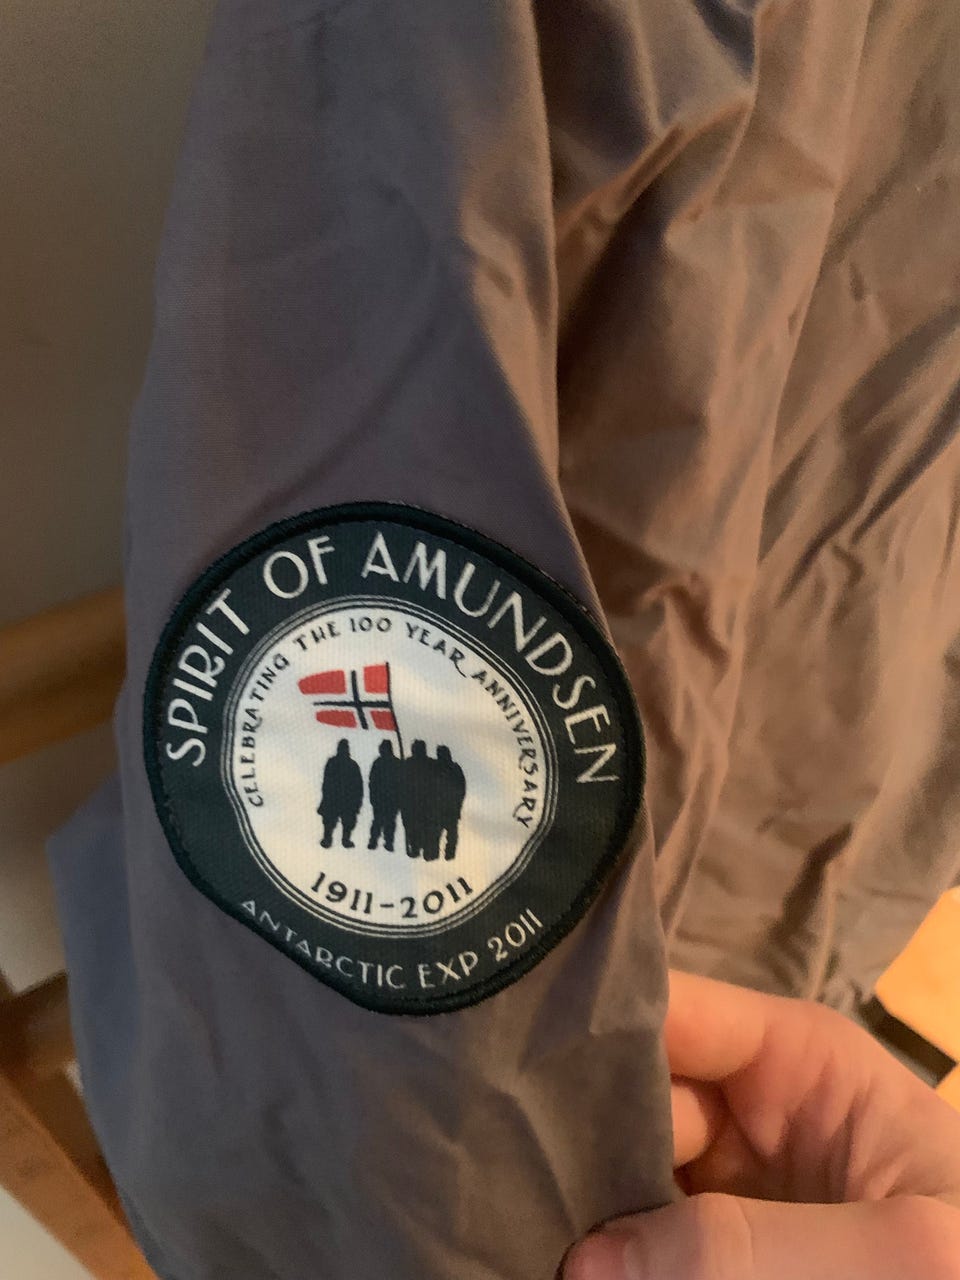 SPIRIT OF AMUNDSEN
CELEBRATING THE 100 YEAR ANNIVERSARY
1911-2011
ANTARCTIC EXP 2011